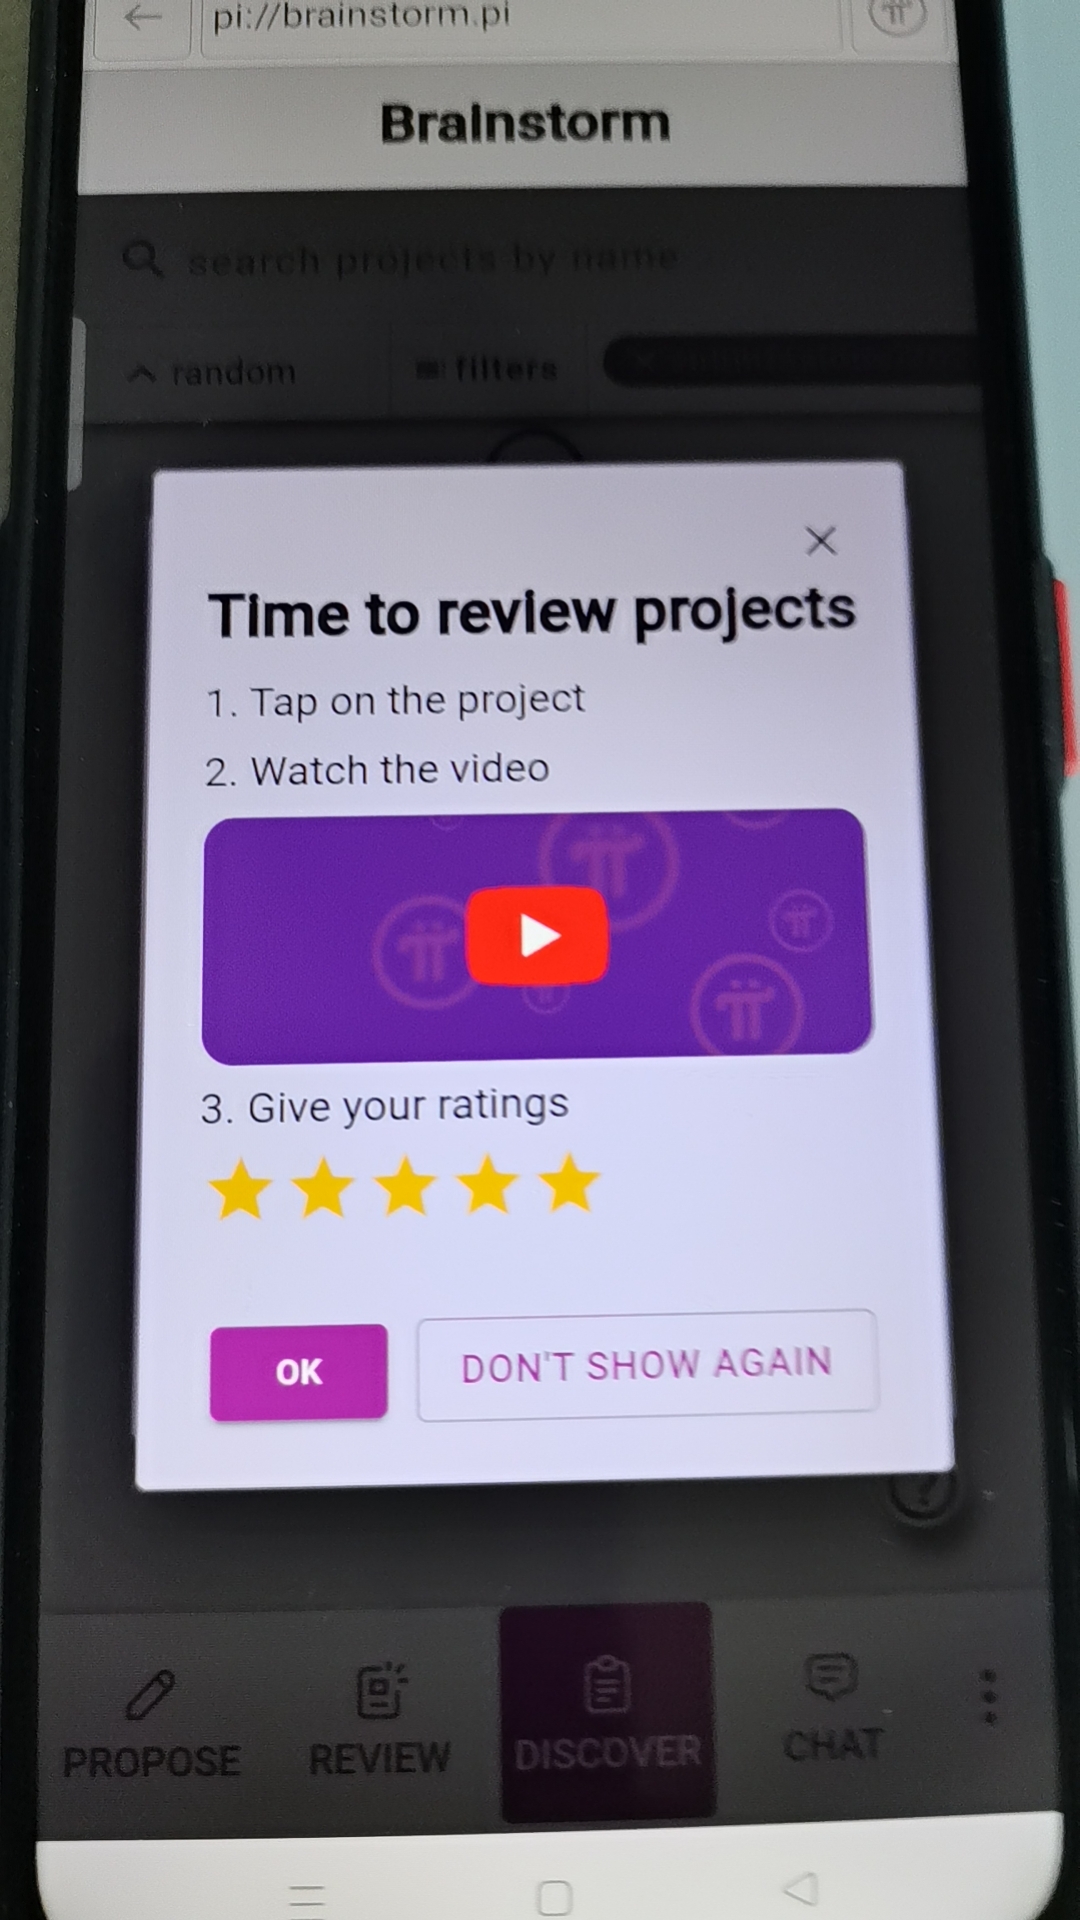 pi://brainstorm.pi
Brainstorm
search projects by name
random
filters
Time to review projects
1. Tap on the project
2. Watch the video
3. Give your ratings
OK
DON'T SHOW AGAIN
PROPOSE
REVIEW
DISCOVER
CHAT